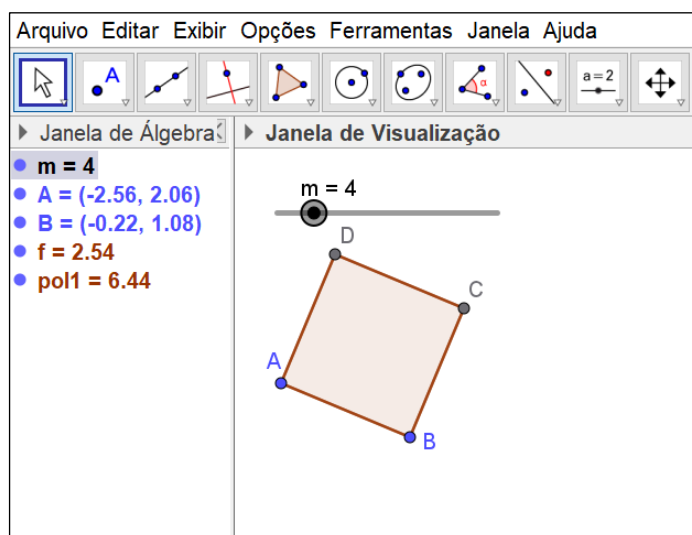 Arquivo Editar Exibir Opções Ferramentas Janela Ajuda
A
α
a=2
Janela de Álgebra
Janela de Visualização
m = 4
A = (-2.56, 2.06)
B = (-0.22, 1.08)
f = 2.54
pol1 = 6.44
m = 4
D
C
A
B